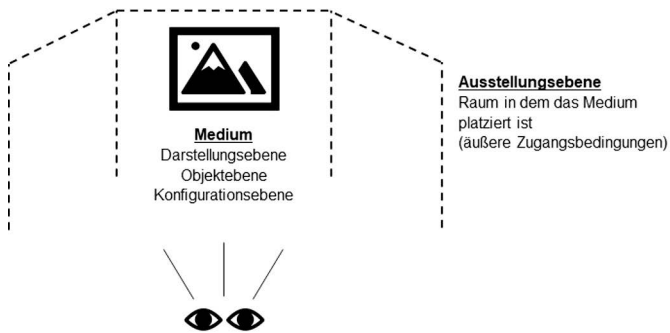 Medium
Darstellungsebene
Objektebene
Konfigurationsebene
Ausstellungsebene
Raum in dem das Medium
platziert ist
(äußere Zugangsbedingungen)